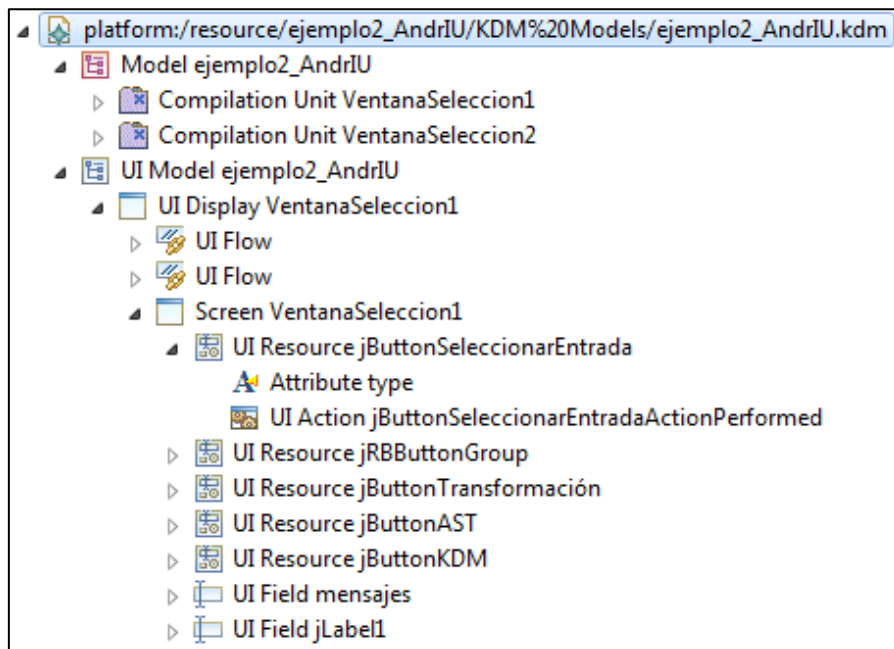 platform:/resource/ejemplo2_AndrIU/KDM%20Models/ejemplo2_AndrIU.kdm
Model ejemplo2_AndrIU
Compilation Unit VentanaSeleccion1
Compilation Unit VentanaSeleccion2
UI Model ejemplo2_AndrIU
UI Display VentanaSeleccion1
UI Flow
UI Flow
Screen VentanaSeleccion1
UI Resource jButtonSeleccionarEntrada
Attribute type
UI Action jButtonSeleccionarEntradaActionPerformed
UI Resource jRBButtonGroup
UI Resource jButtonTransformación
UI Resource jButtonAST
UI Resource jButtonKDM
UI Field mensajes
UI Field jLabel1